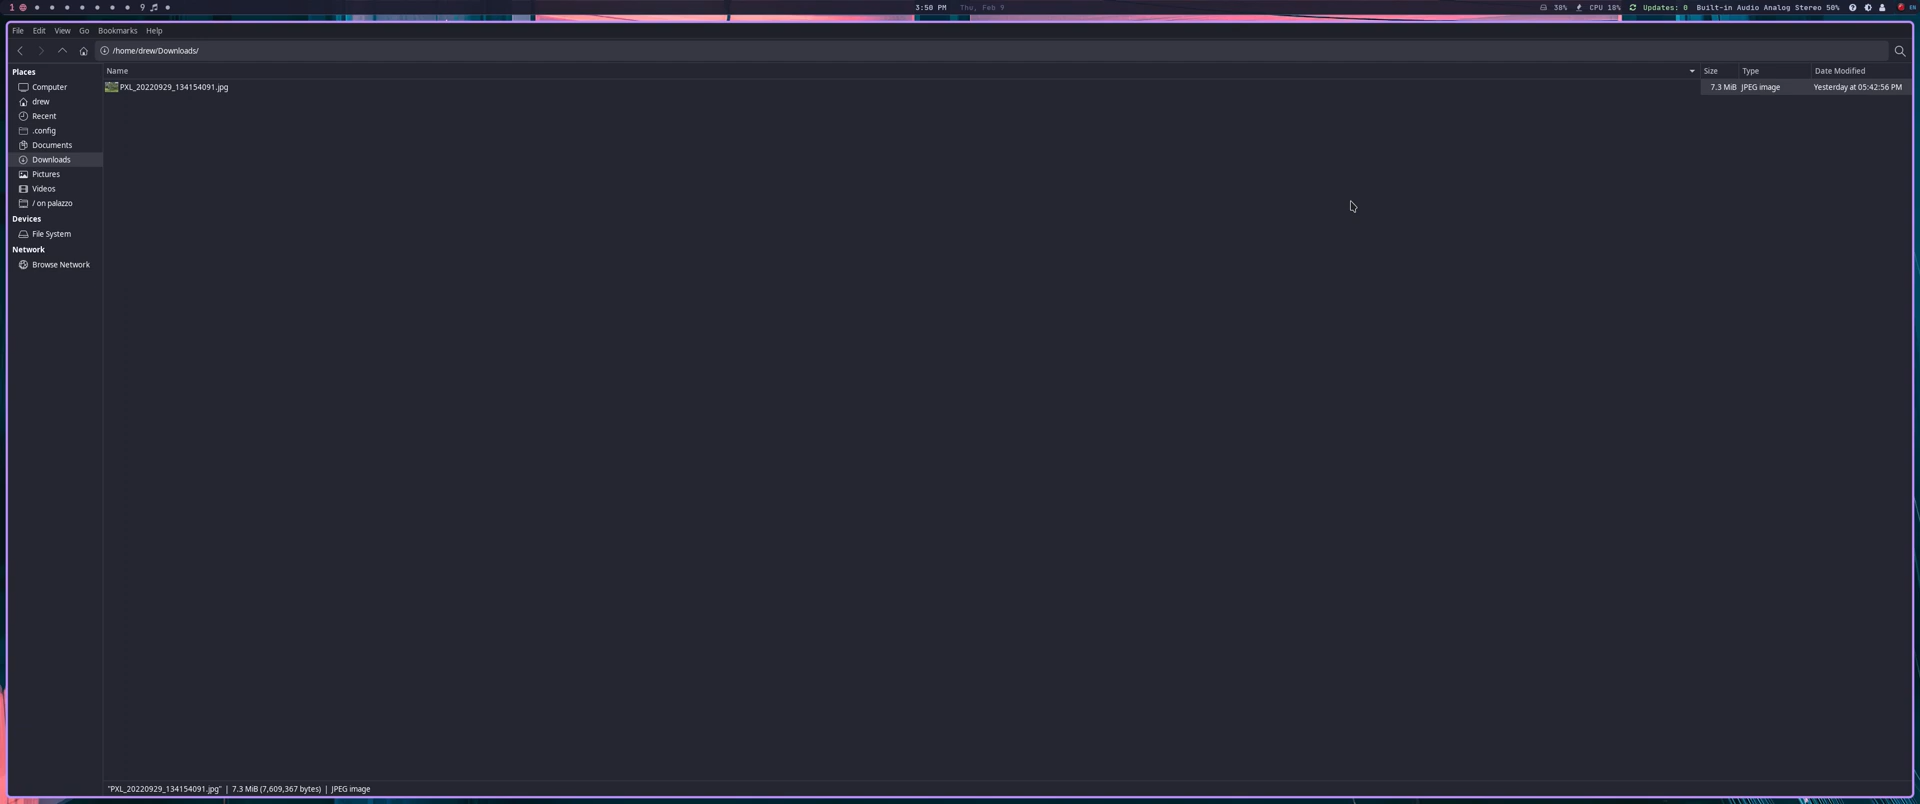 1 9 3:50 PM Thu, Feb 9 38% CPU 18% Updates: 0 Built-in Audio Analog Stereo 50% EN
File Edit View Go Bookmarks Help
/home/drew/Downloads/
Places
Computer
drew
Recent
.config
Documents
Downloads
Pictures
Videos
/ on palazzo
Devices
File System
Network
Browse Network
Name Size Type Date Modified
PXL_20220929_134154091.jpg 7.3 MiB JPEG image Yesterday at 05:42:56 PM
"PXL_20220929_134154091.jpg" | 7.3 MiB (7,609,367 bytes) | JPEG image